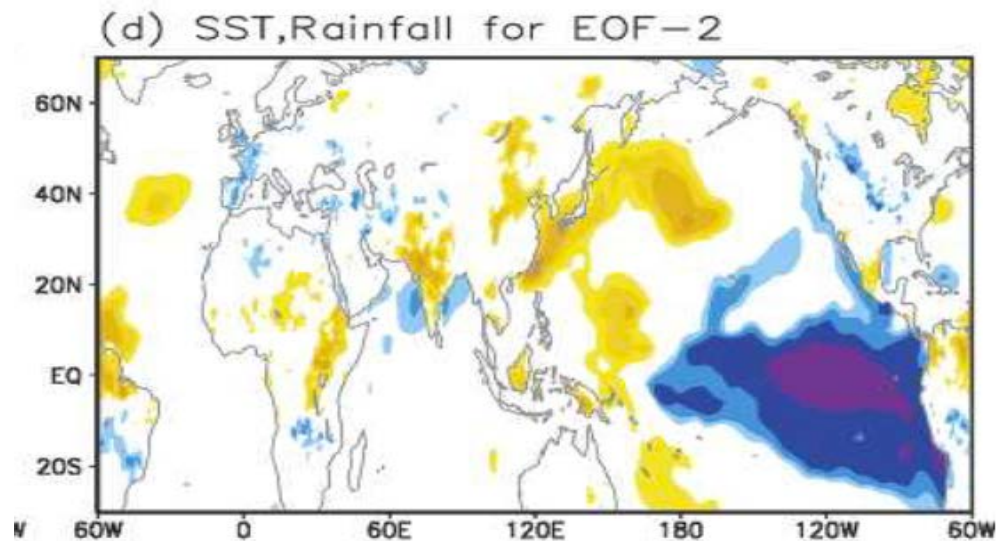 (d) SST,Rainfall for EOF-2
60N
40N
20N
EQ
20S
W 60W 0 60E 120E 180 120W 60W